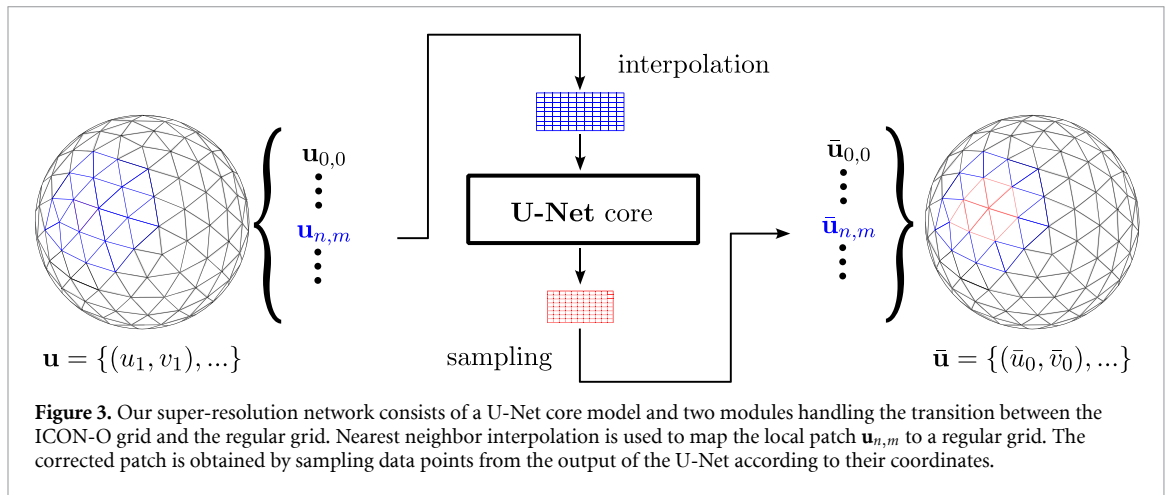 interpolation
u0,0
un,m
U-Net core
ū0,0
ūn,m
sampling
u = {(u1, v1), ...}
ū = {(ū0, v̄0), ...}
Figure 3. Our super-resolution network consists of a U-Net core model and two modules handling the transition between the
ICON-O grid and the regular grid. Nearest neighbor interpolation is used to map the local patch un,m to a regular grid. The
corrected patch is obtained by sampling data points from the output of the U-Net according to their coordinates.